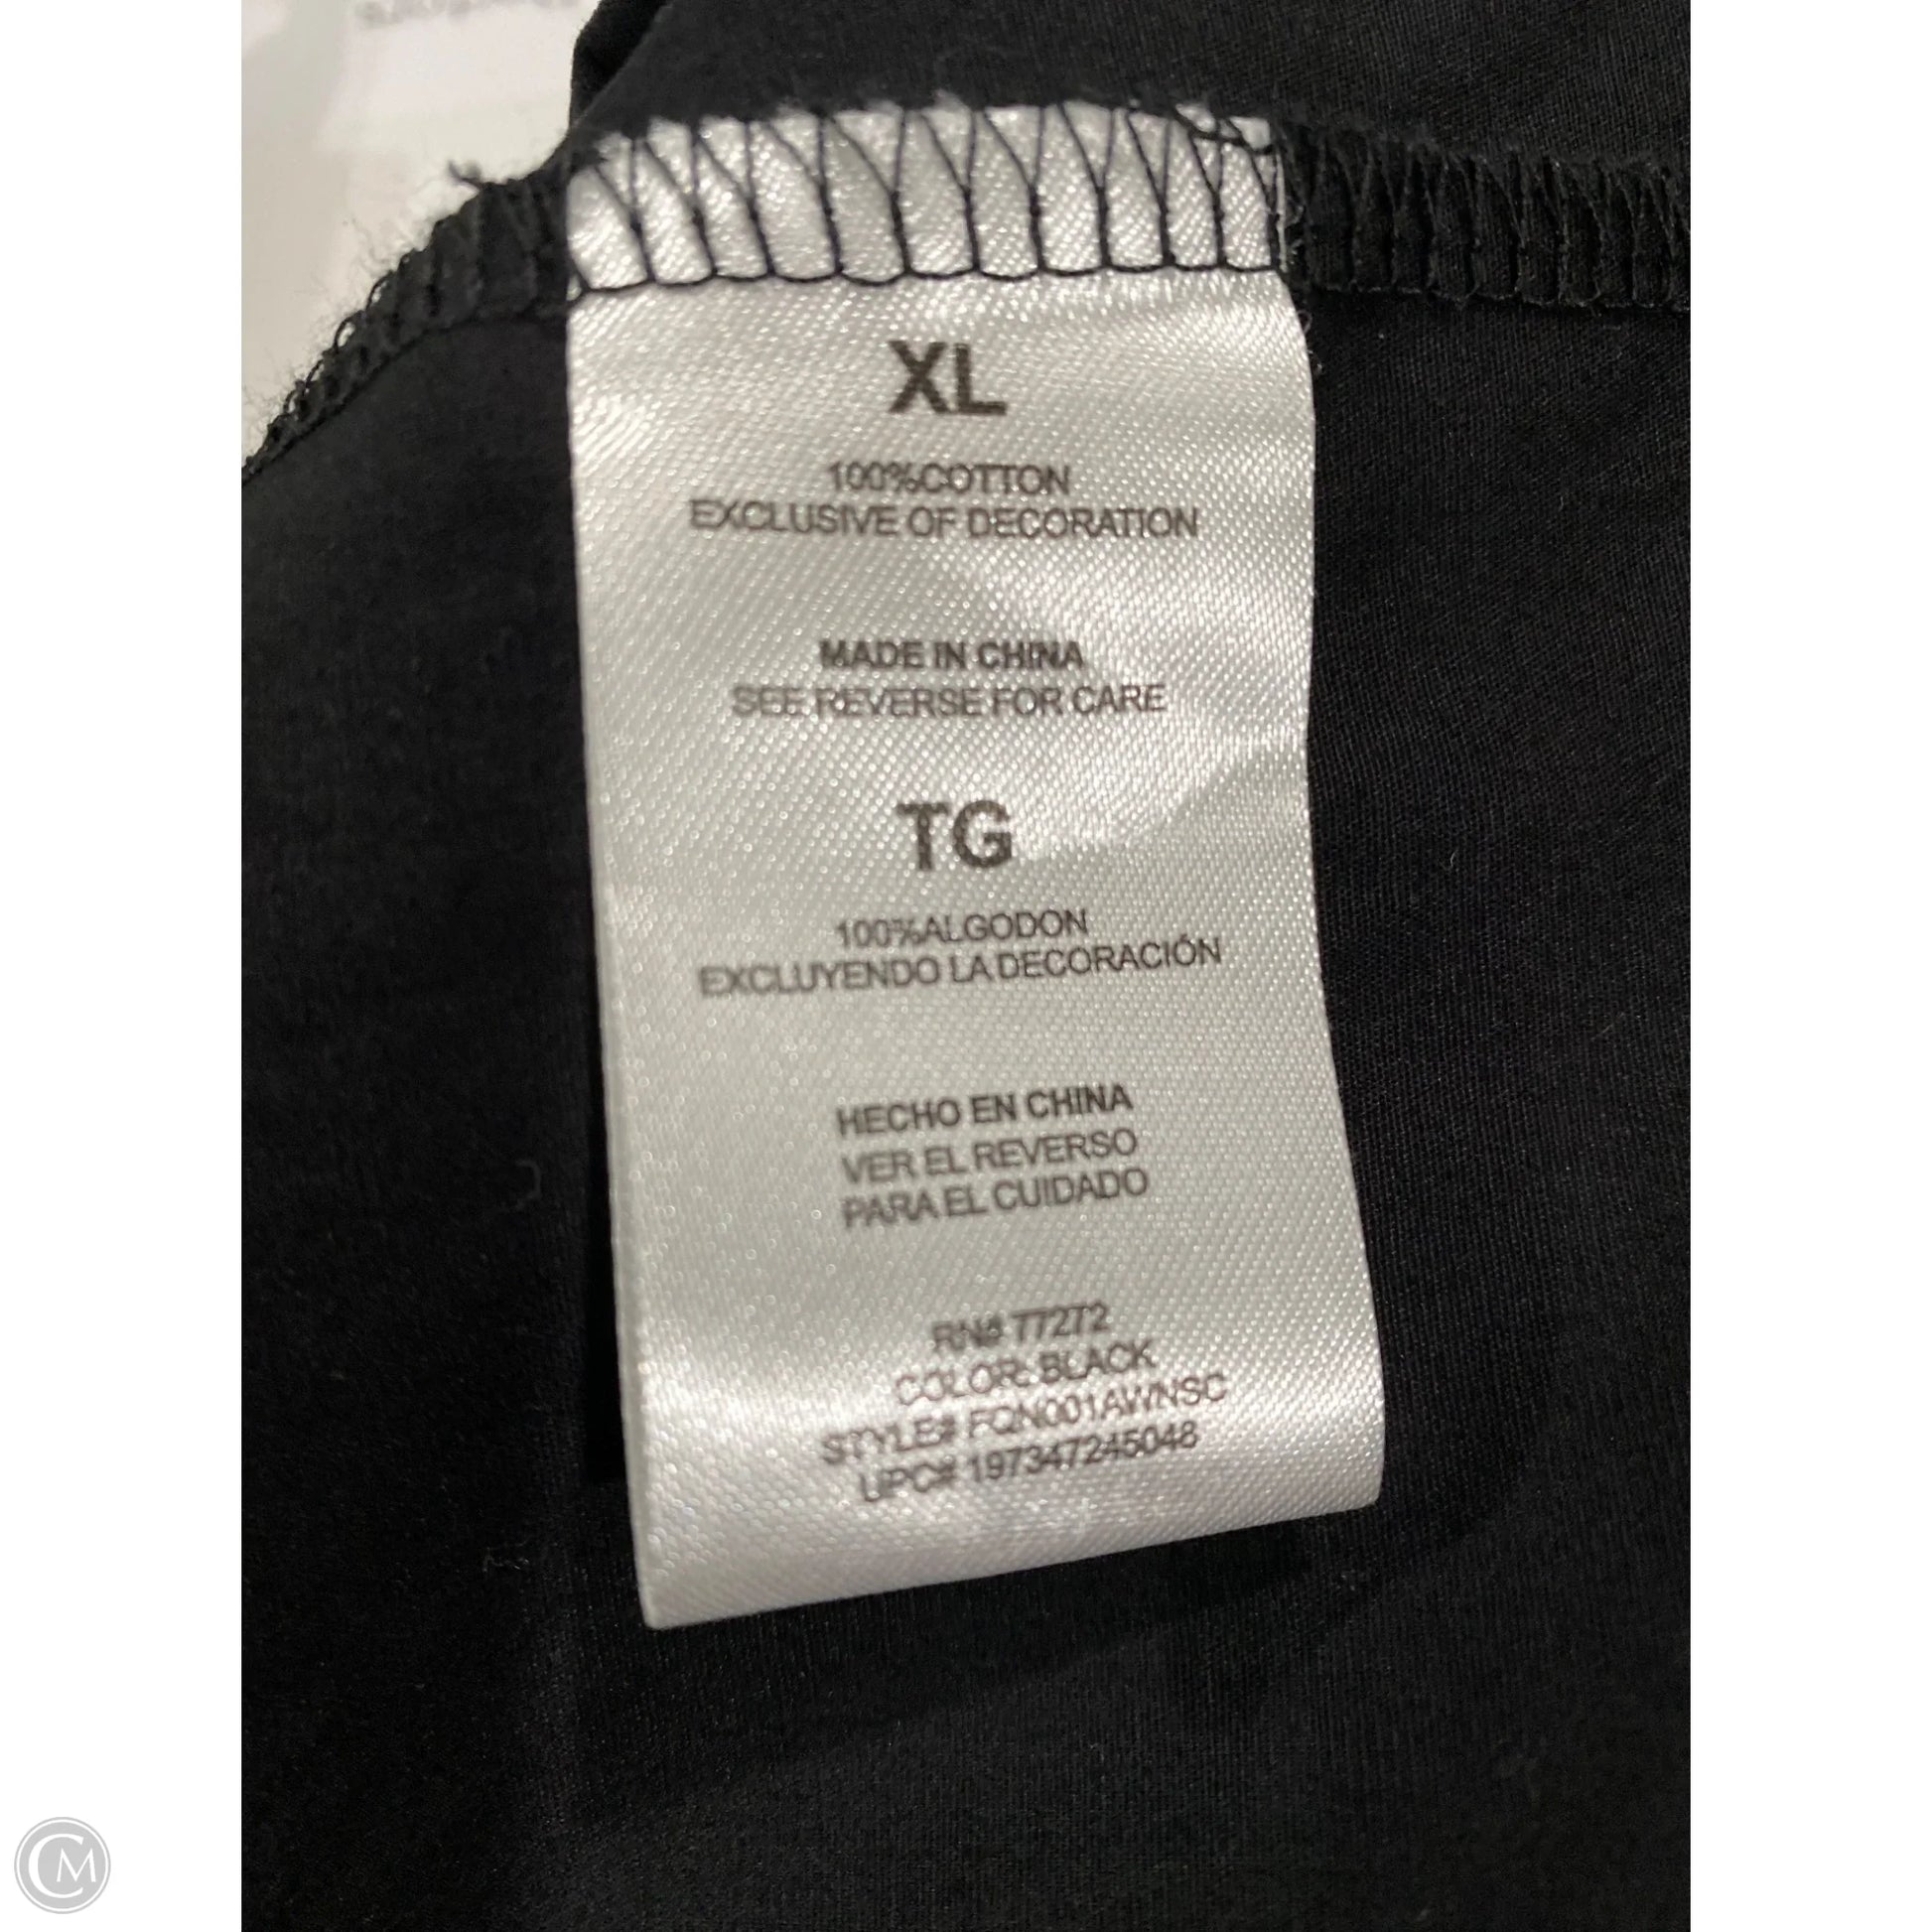 XL
100%COTTON
EXCLUSIVE OF DECORATION
MADE IN CHINA
SEE REVERSE FOR CARE
TG
100%ALGODON
EXCLUYENDO LA DECORACIÓN
HECHO EN CHINA
VER EL REVERSO
PARA EL CUIDADO
RN# 77272
COLOR: BLACK
STYLE# FQN001AWNSC
UPC# 197347245048
CM